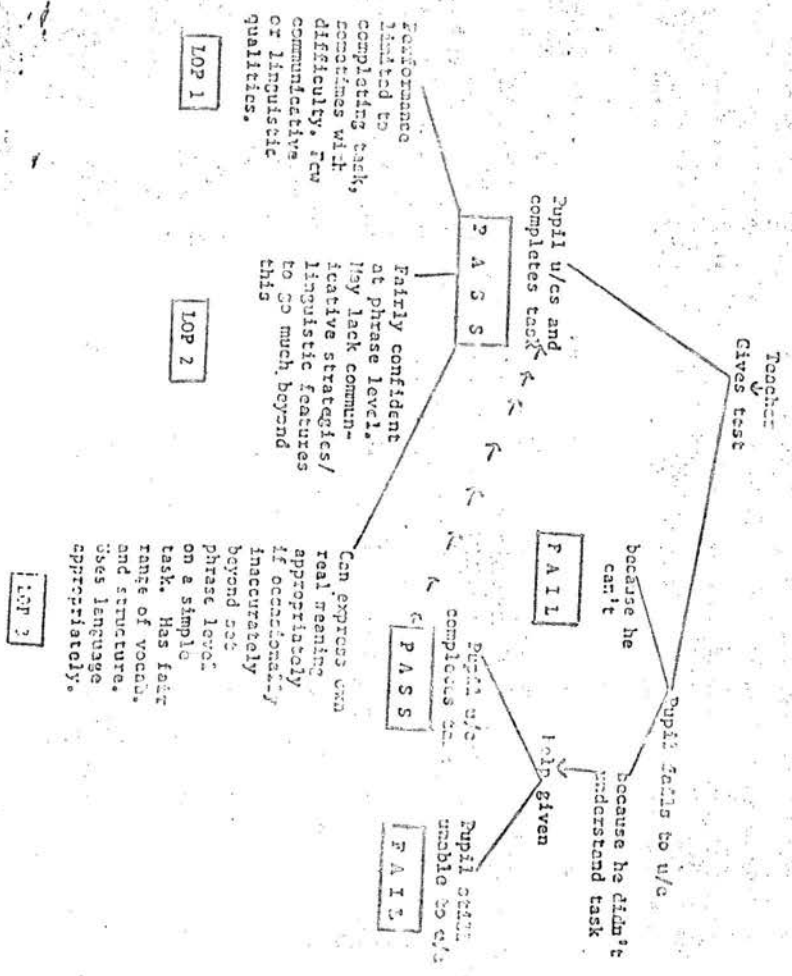 Teacher
Gives test
Pupil u/cs and
completes task
Pupil fails to u/c
because he
can't
because he didn't
understand task
FAIL
help given
PASS
Pupil u/c
completes
PASS
Pupil still
unable to u/c
FAIL
Performance
limited to
completing task,
sometimes with
difficulty. Few
communicative
or linguistic
qualities.
LOP 1
Fairly confident
at phrase level.
May lack commun-
icative strategies/
linguistic features
to go much beyond
this
LOP 2
Can express own
real meaning
appropriately
if occasionally
inaccurately
beyond set
phrase level
on a simple
task. Has fair
range of vocab.
and structure.
Uses language
appropriately.
LOP 3